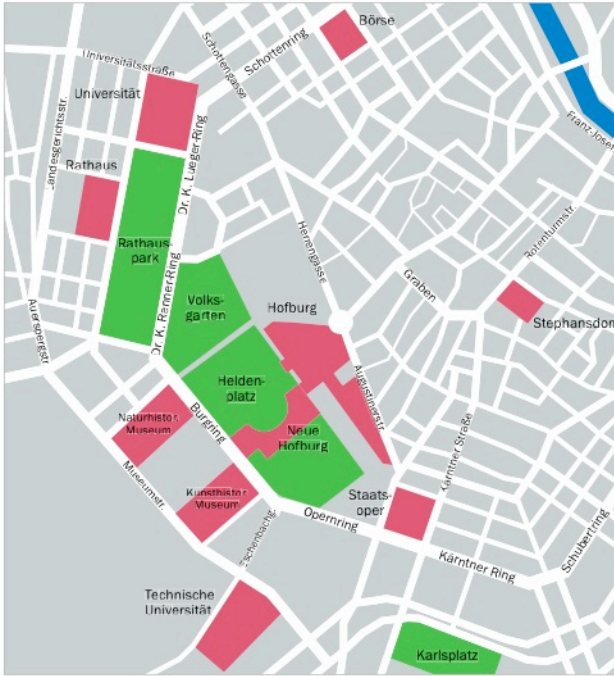 Börse
Universitätsstraße
Schottengasse
Schottenring
Universität
Franz-Josef
Landesgerichtsstr.
Rathaus
Dr. K. Lueger-Ring
Rathaus-
park
Herrengasse
Rotenturmstr.
Graben
Volks-
garten
Hofburg
Stephansdom
Dr. K. Renner-Ring
Auerspergstr.
Helden-
platz
Augustinerstr.
Naturhistor.
Museum
Burgring
Neue
Hofburg
Kärntner Straße
Museumstr.
Kunsthistor.
Museum
Staats-
oper
Opernring
Schubertring
Eschenbachg.
Kärntner Ring
Technische
Universität
Karlsplatz